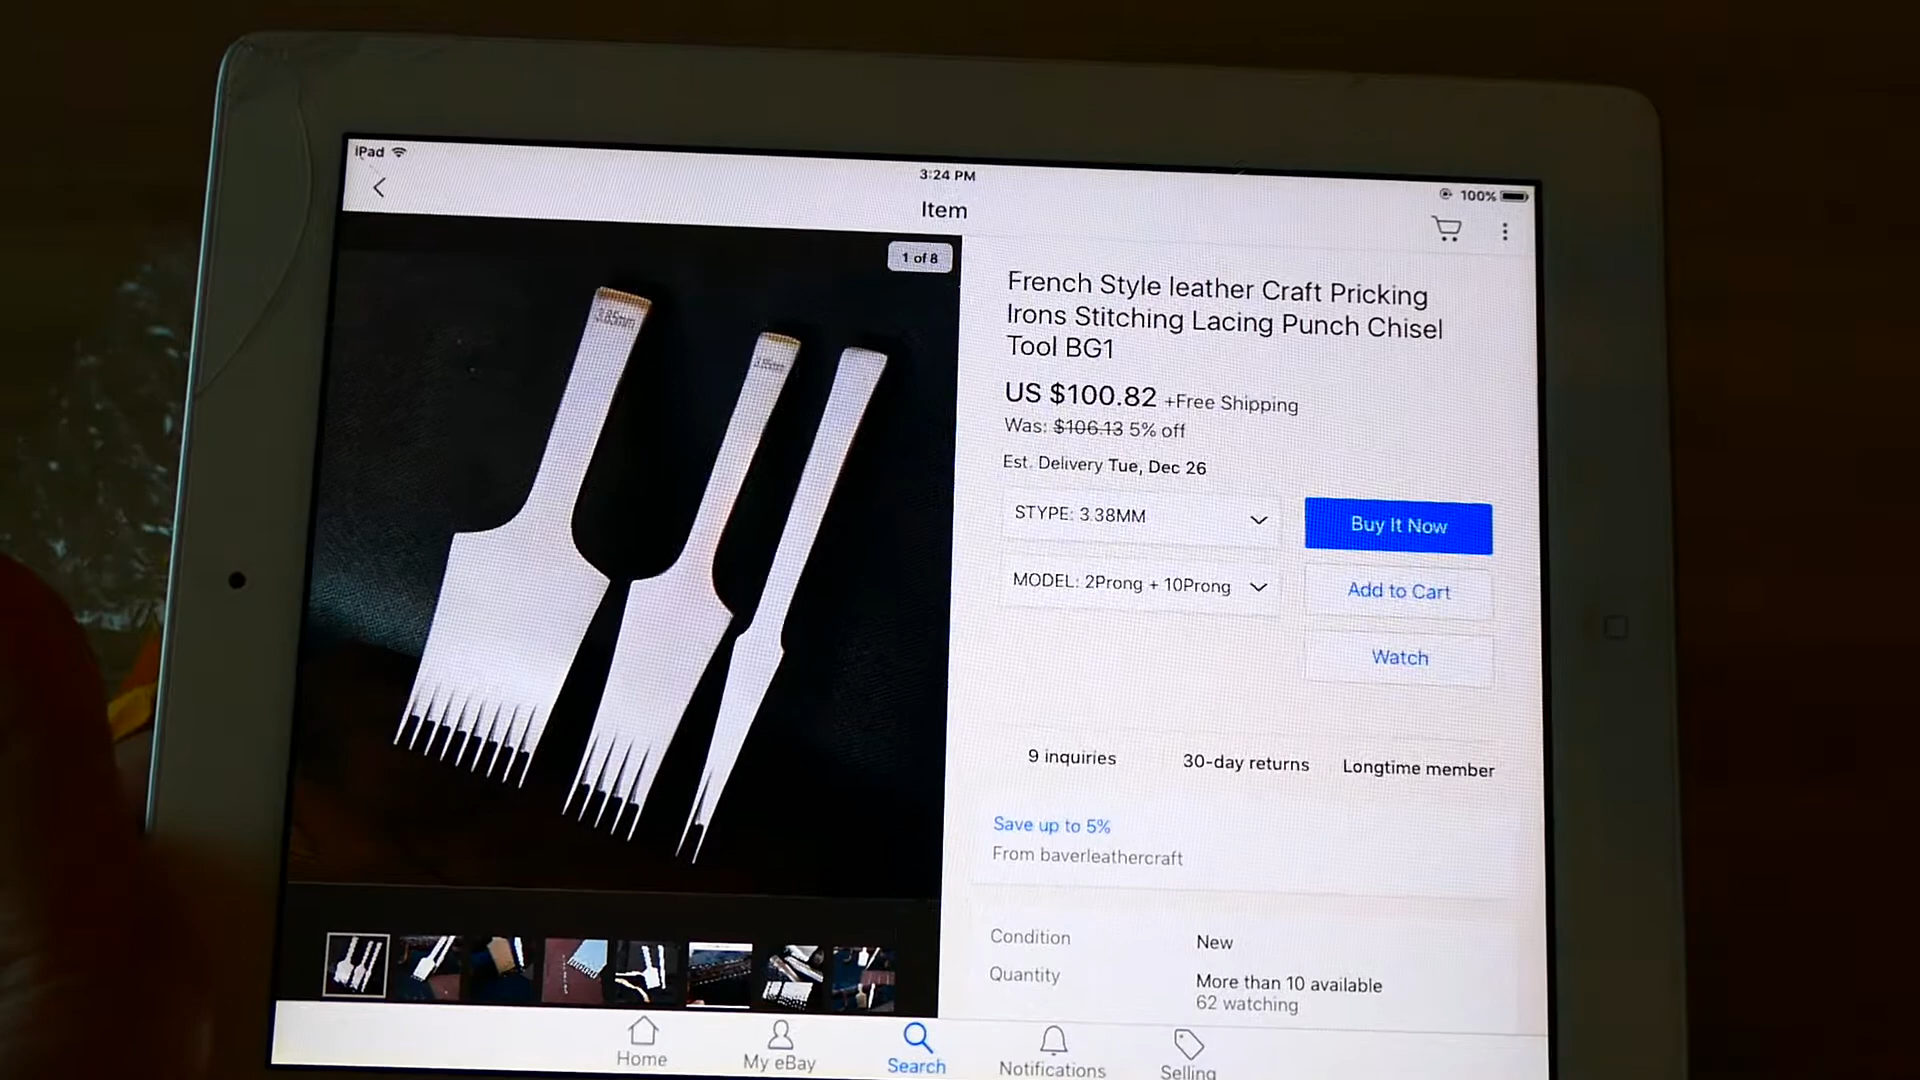 iPad
3:24 PM
100%
Item
1 of 8
3.85mm
French Style leather Craft Pricking
Irons Stitching Lacing Punch Chisel
Tool BG1
US $100.82 +Free Shipping
Was: $106.13 5% off
Est. Delivery Tue, Dec 26
STYPE: 3.38MM
Buy It Now
MODEL: 2Prong + 10Prong
Add to Cart
Watch
9 inquiries
30-day returns
Longtime member
Save up to 5%
From baverleathercraft
Condition
New
Quantity
More than 10 available
62 watching
Home
My eBay
Search
Notifications
Selling